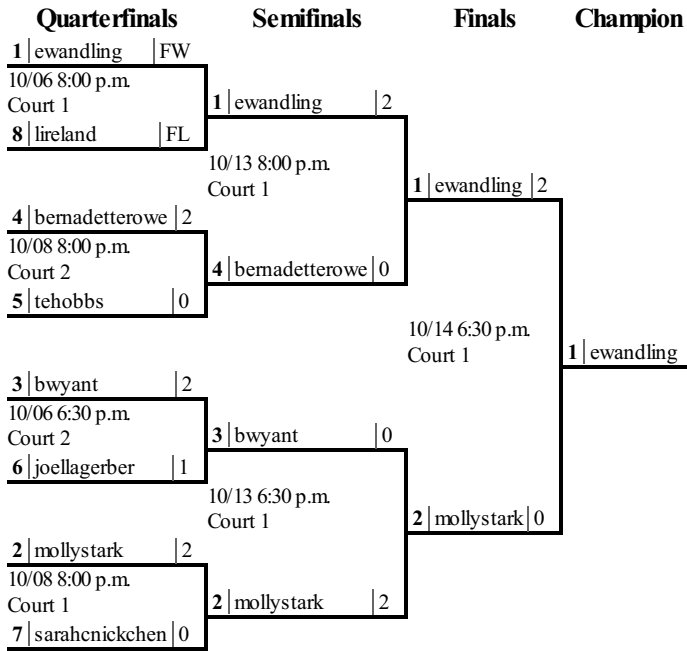 Quarterfinals Semifinals Finals Champion
1 ewandling FW
10/06 8:00 p.m.
Court 1
8 lireland FL
1 ewandling 2
10/13 8:00 p.m.
Court 1
4 bernadetterowe 2
10/08 8:00 p.m.
Court 2
5 tehobbs 0
4 bernadetterowe 0
1 ewandling 2
10/14 6:30 p.m.
Court 1
1 ewandling
3 bwyant 2
10/06 6:30 p.m.
Court 2
6 joellagerber 1
3 bwyant 0
10/13 6:30 p.m.
Court 1
2 mollystark 0
2 mollystark 2
10/08 8:00 p.m.
Court 1
7 sarahcnickchen 0
2 mollystark 2